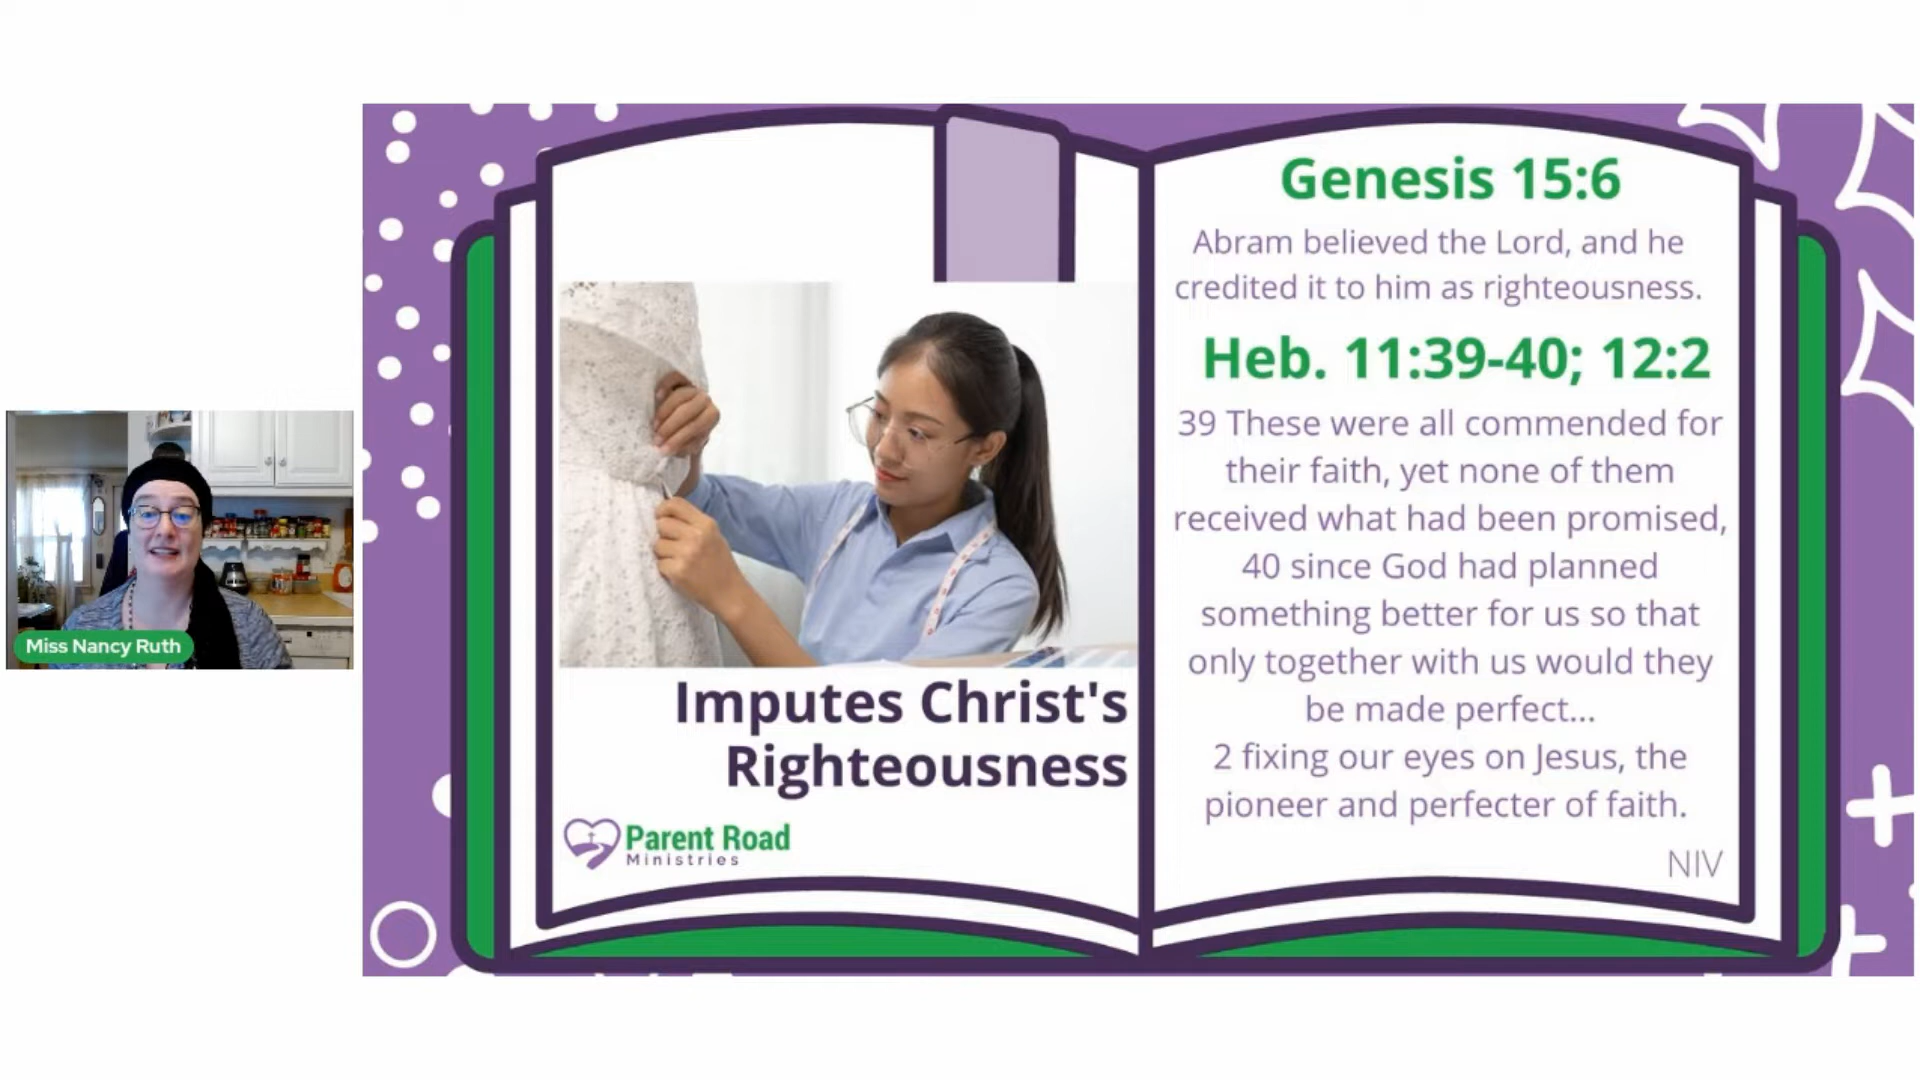 Miss Nancy Ruth
Imputes Christ's
Righteousness
Parent Road
Ministries
Genesis 15:6
Abram believed the Lord, and he
credited it to him as righteousness.
Heb. 11:39-40; 12:2
39 These were all commended for
their faith, yet none of them
received what had been promised,
40 since God had planned
something better for us so that
only together with us would they
be made perfect...
2 fixing our eyes on Jesus, the
pioneer and perfecter of faith.
NIV